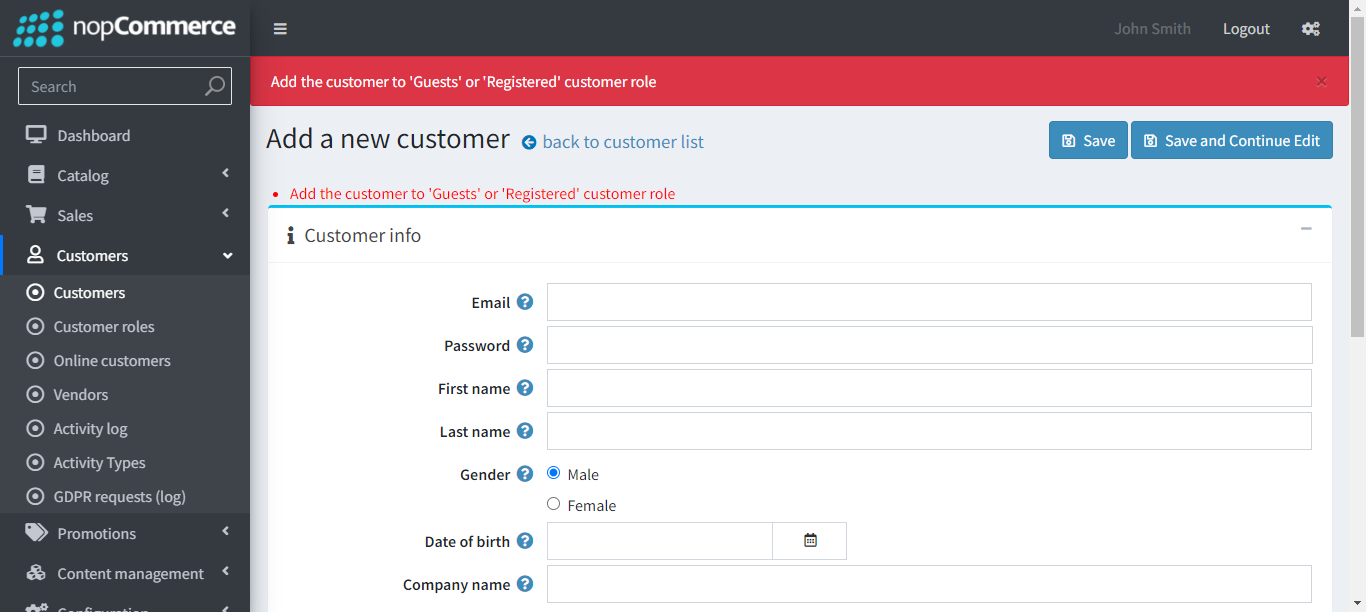 nopCommerce
John Smith
Logout
Search
Add the customer to 'Guests' or 'Registered' customer role
×
Dashboard
Catalog
Sales
Customers
Customers
Customer roles
Online customers
Vendors
Activity log
Activity Types
GDPR requests (log)
Promotions
Content management
Configuration
Add a new customer
back to customer list
Save
Save and Continue Edit
Add the customer to 'Guests' or 'Registered' customer role
Customer info
Email
Password
First name
Last name
Gender
Male
Female
Date of birth
Company name